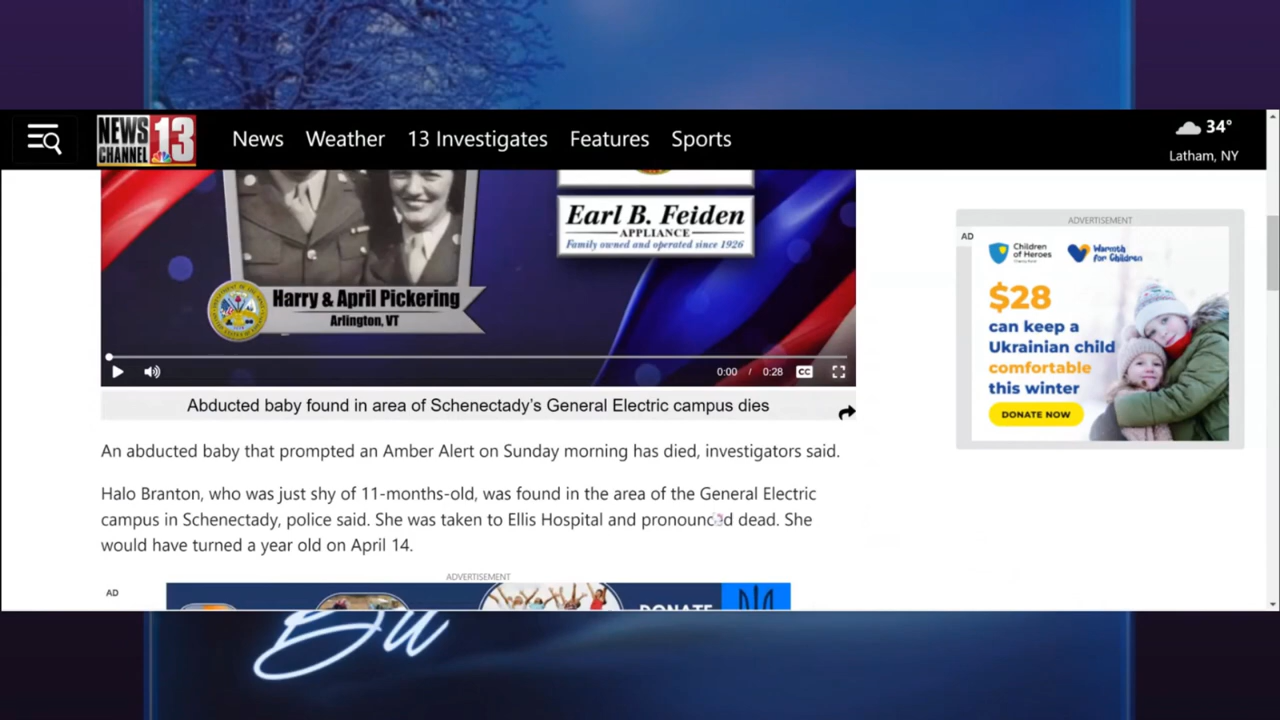 NEWS
CHANNEL 13
News Weather 13 Investigates Features Sports
34°
Latham, NY
Earl B. Feiden
APPLIANCE
Family owned and operated since 1926
Harry & April Pickering
Arlington, VT
0:00 / 0:28 CC
Abducted baby found in area of Schenectady’s General Electric campus dies
An abducted baby that prompted an Amber Alert on Sunday morning has died, investigators said.
Halo Branton, who was just shy of 11-months-old, was found in the area of the General Electric
campus in Schenectady, police said. She was taken to Ellis Hospital and pronounced dead. She
would have turned a year old on April 14.
ADVERTISEMENT
AD
DONATE
ADVERTISEMENT
AD
Children
of Heroes
Warmth
for Children
$28
can keep a
Ukrainian child
comfortable
this winter
DONATE NOW